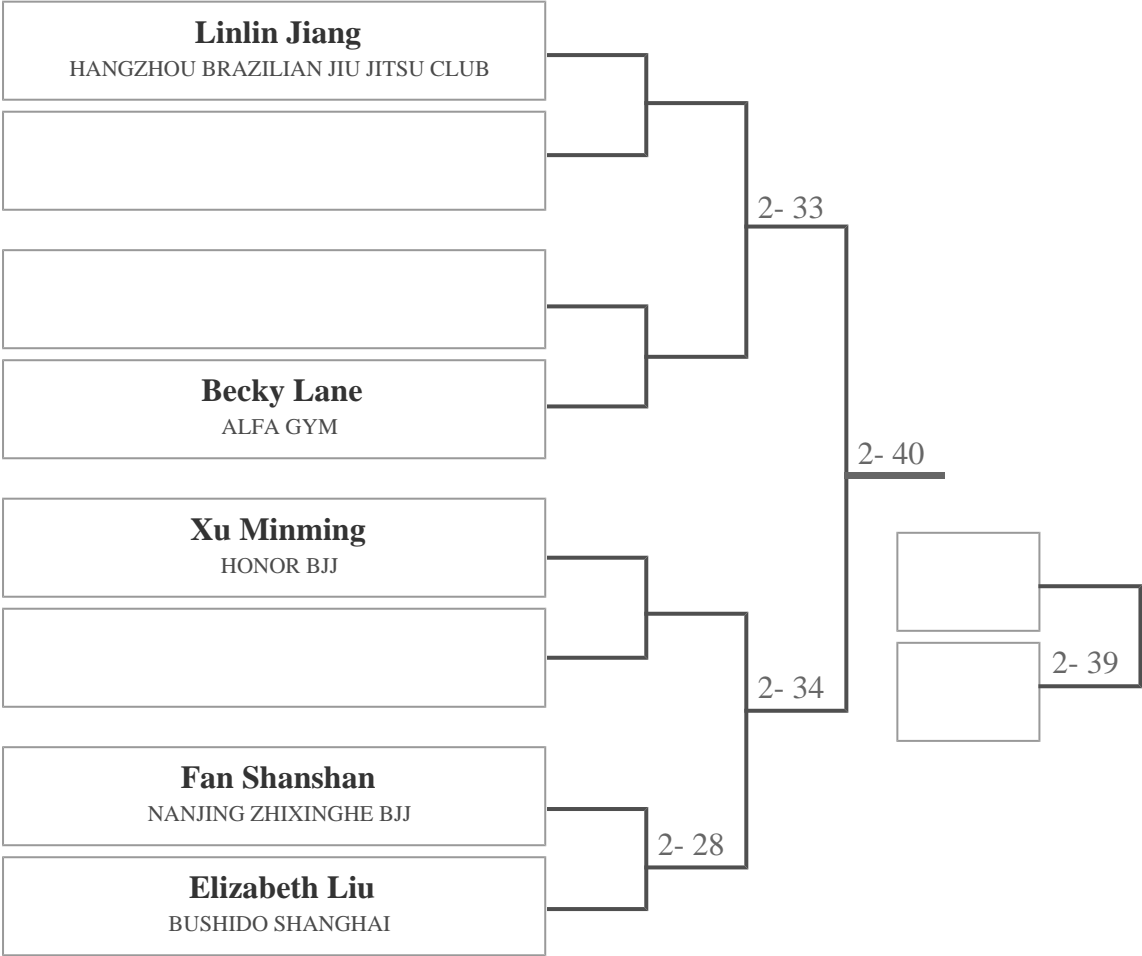 Linlin Jiang
HANGZHOU BRAZILIAN JIU JITSU CLUB
2- 33
Becky Lane
ALFA GYM
2- 40
Xu Minming
HONOR BJJ
2- 39
2- 34
Fan Shanshan
NANJING ZHIXINGHE BJJ
2- 28
Elizabeth Liu
BUSHIDO SHANGHAI